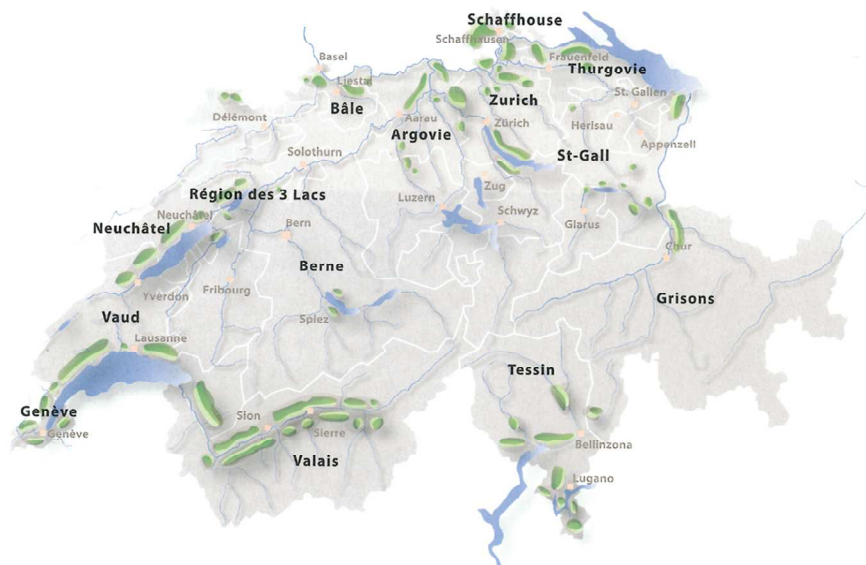 Schaffhouse
Schaffhausen
Basel
Frauenfeld
Thurgovie
Liestal
St. Gallen
Bâle
Zurich
Délémont
Aarau
Zürich
Herisau
Argovie
Appenzell
Solothurn
St-Gall
Zug
Région des 3 Lacs
Luzern
Neuchâtel
Schwyz
Neuchâtel
Bern
Glarus
Chur
Berne
Yverdon
Fribourg
Grisons
Vaud
Spiez
Lausanne
Tessin
Genève
Sion
Genève
Sierre
Bellinzona
Valais
Lugano